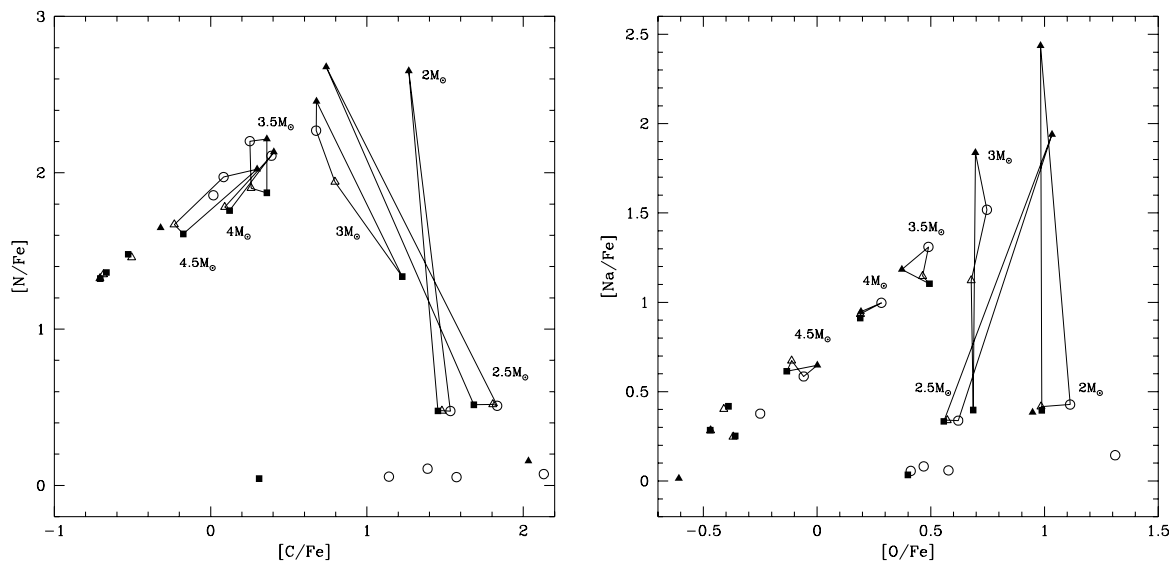 3
2
1
0
-1
0
1
2
[N/Fe]
[C/Fe]
2M⊙
3.5M⊙
4M⊙
3M⊙
4.5M⊙
2.5M⊙
2.5
2
1.5
1
0.5
0
-0.5
0
0.5
1
1.5
[Na/Fe]
[O/Fe]
3M⊙
3.5M⊙
4M⊙
4.5M⊙
2.5M⊙
2M⊙